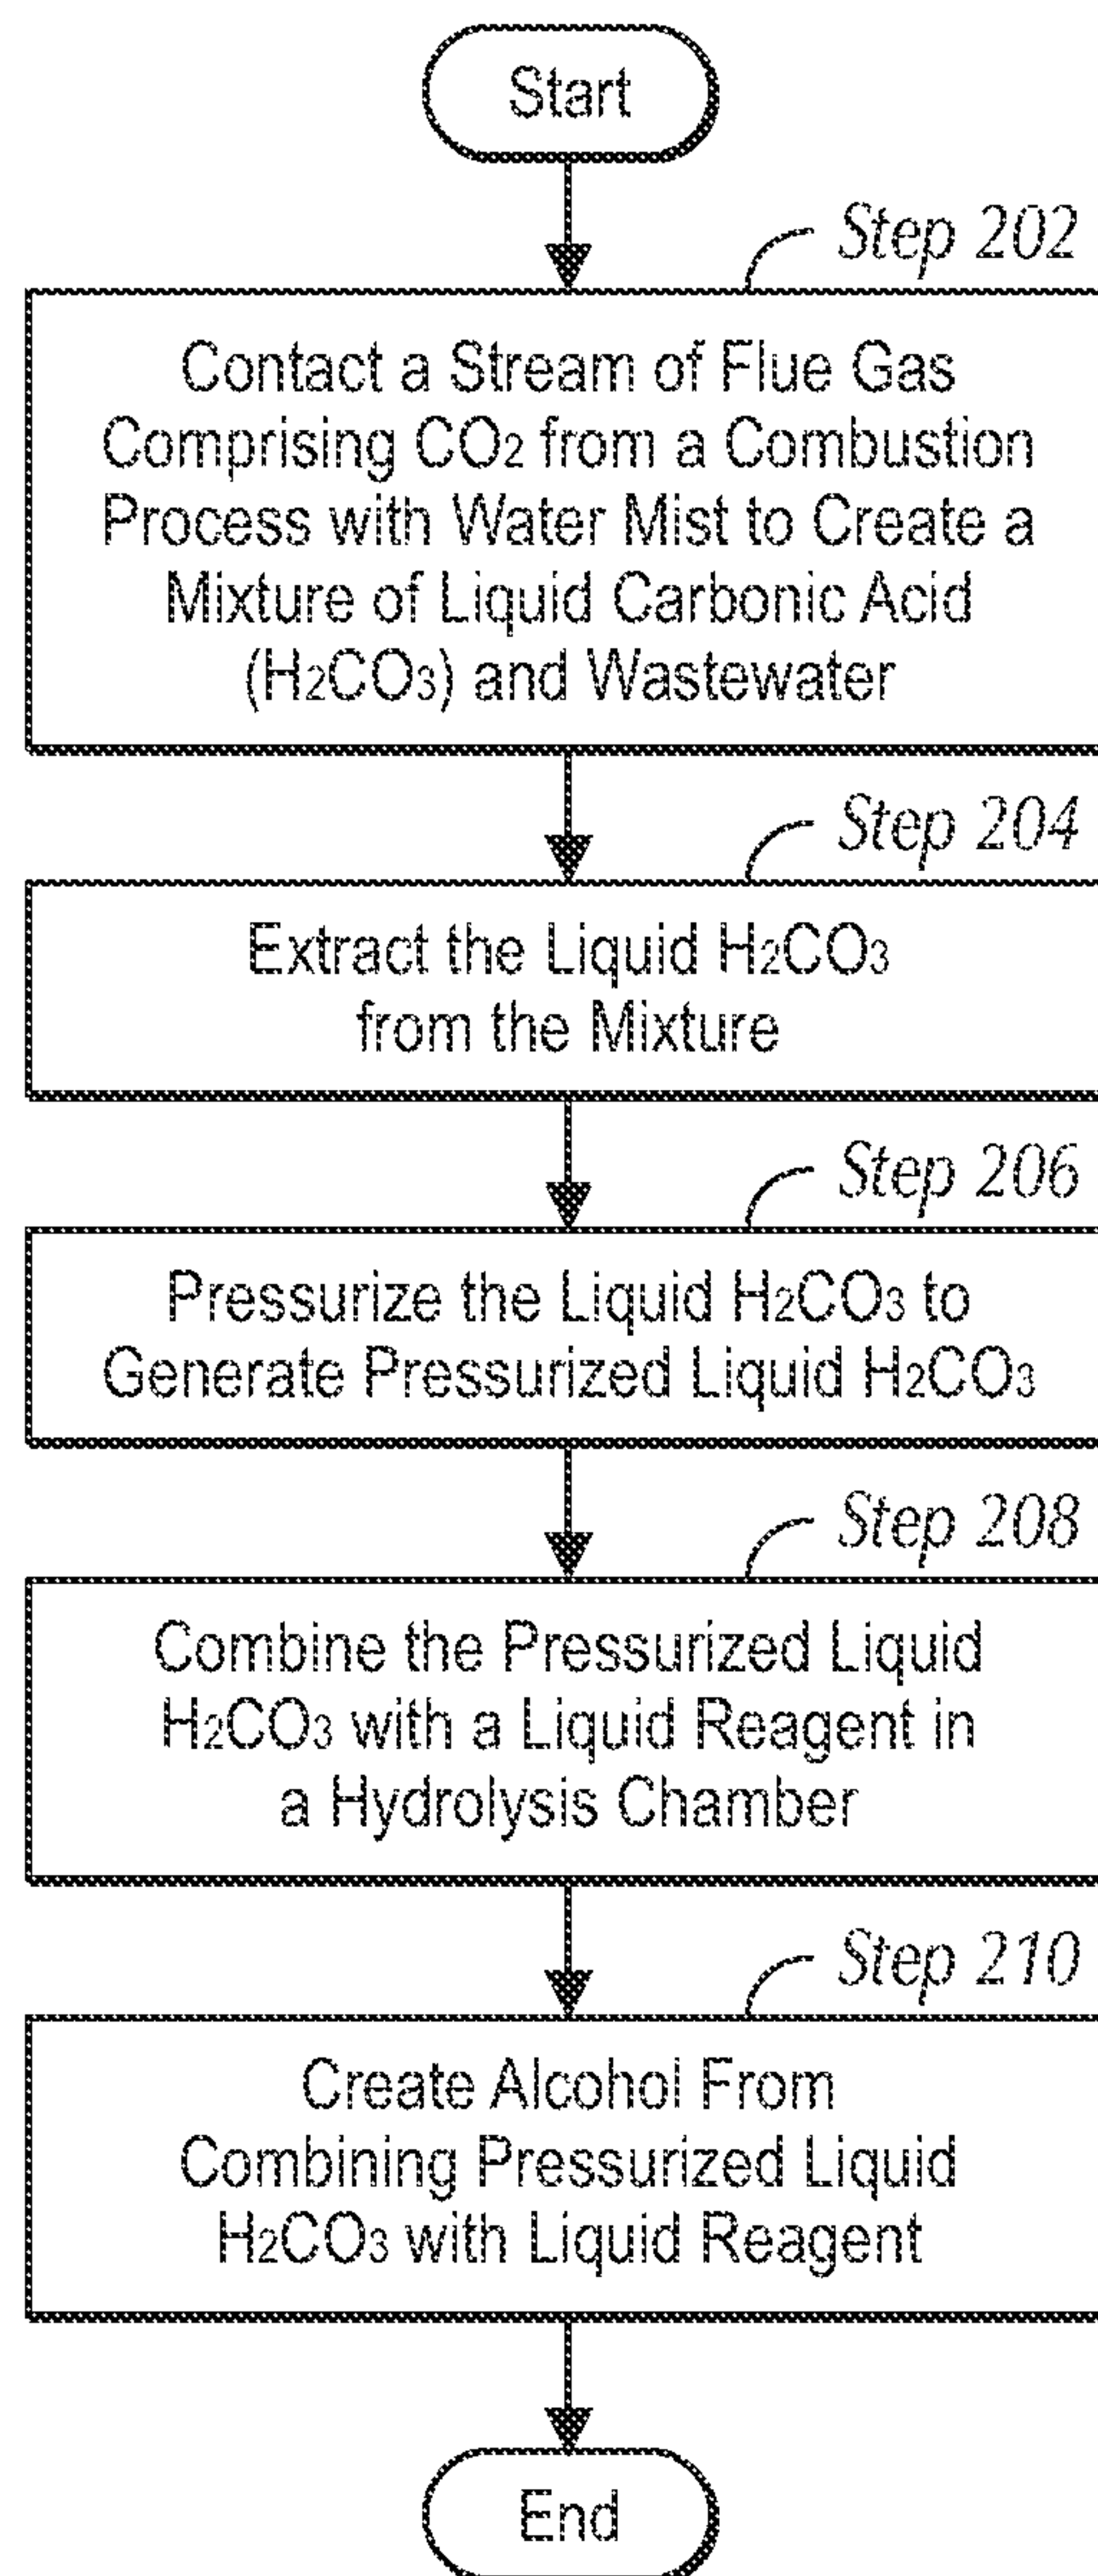 Start
Step 202
Contact a Stream of Flue Gas
Comprising CO₂ from a Combustion
Process with Water Mist to Create a
Mixture of Liquid Carbonic Acid
(H₂CO₃) and Wastewater
Step 204
Extract the Liquid H₂CO₃
from the Mixture
Step 206
Pressurize the Liquid H₂CO₃ to
Generate Pressurized Liquid H₂CO₃
Step 208
Combine the Pressurized Liquid
H₂CO₃ with a Liquid Reagent in
a Hydrolysis Chamber
Step 210
Create Alcohol From
Combining Pressurized Liquid
H₂CO₃ with Liquid Reagent
End